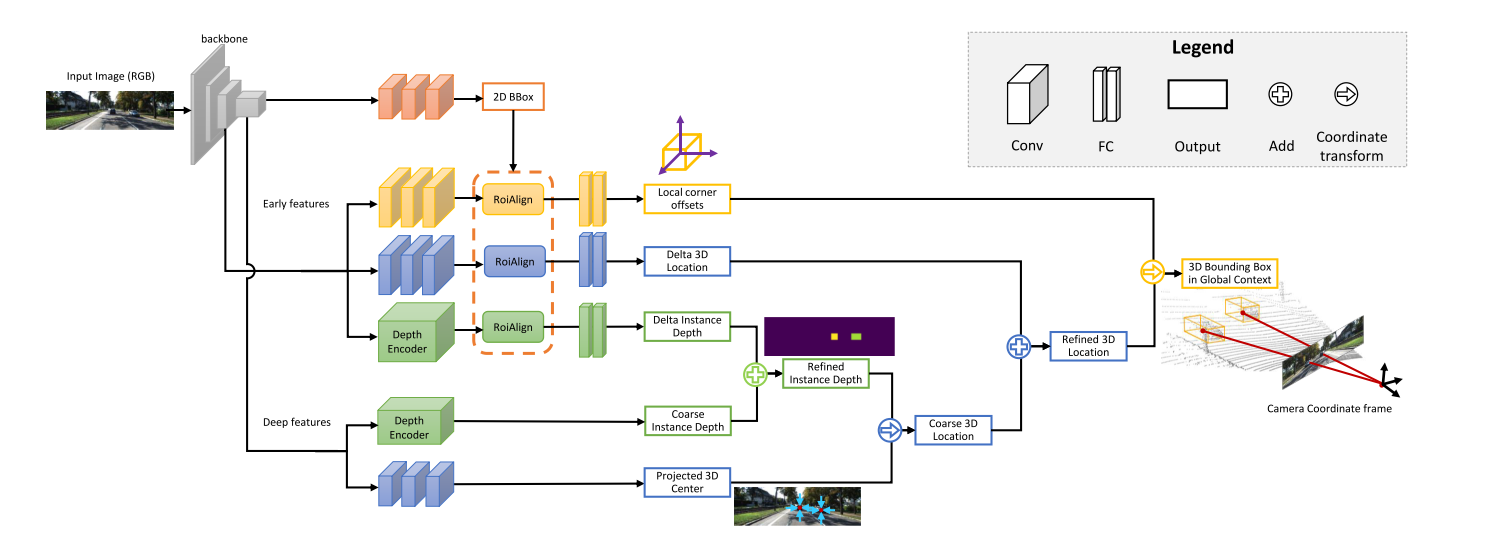 backbone
Input Image (RGB)
2D BBox
Legend
Conv
FC
Output
Add
Coordinate
transform
Early features
RoiAlign
Local corner
offsets
RoiAlign
Delta 3D
Location
3D Bounding Box
in Global Context
Depth
Encoder
RoiAlign
Delta Instance
Depth
Refined
Instance Depth
Refined 3D
Location
Deep features
Depth
Encoder
Coarse
Instance Depth
Coarse 3D
Location
Camera Coordinate frame
Projected 3D
Center